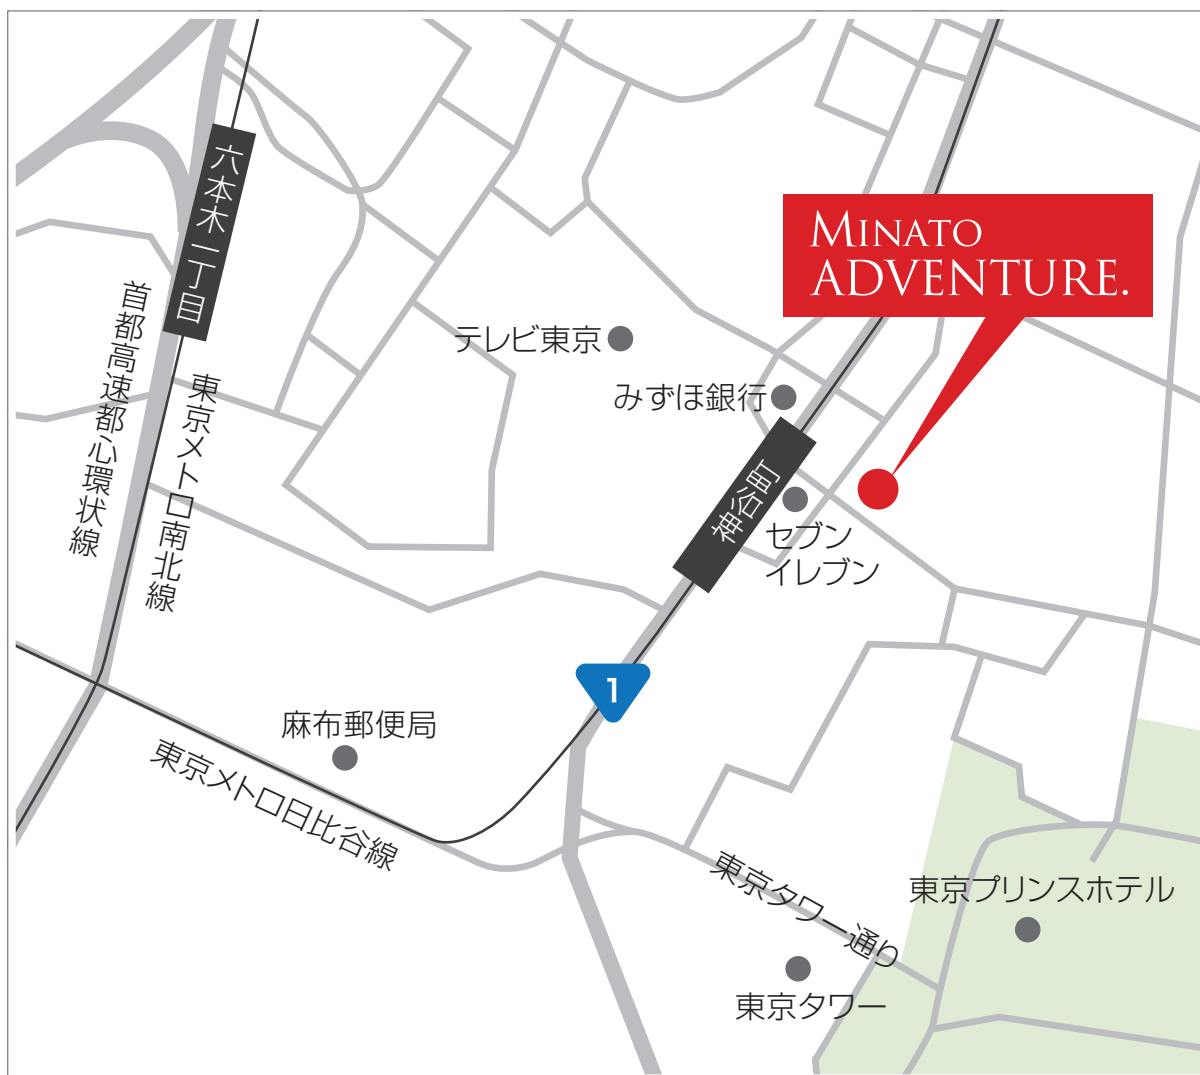 六本木一丁目
MINATO
ADVENTURE.
首都高速都心環状線
東京メトロ南北線
テレビ東京
みずほ銀行
神谷町
セブン
イレブン
1
麻布郵便局
東京メトロ日比谷線
東京タワー通り
東京プリンスホテル
東京タワー